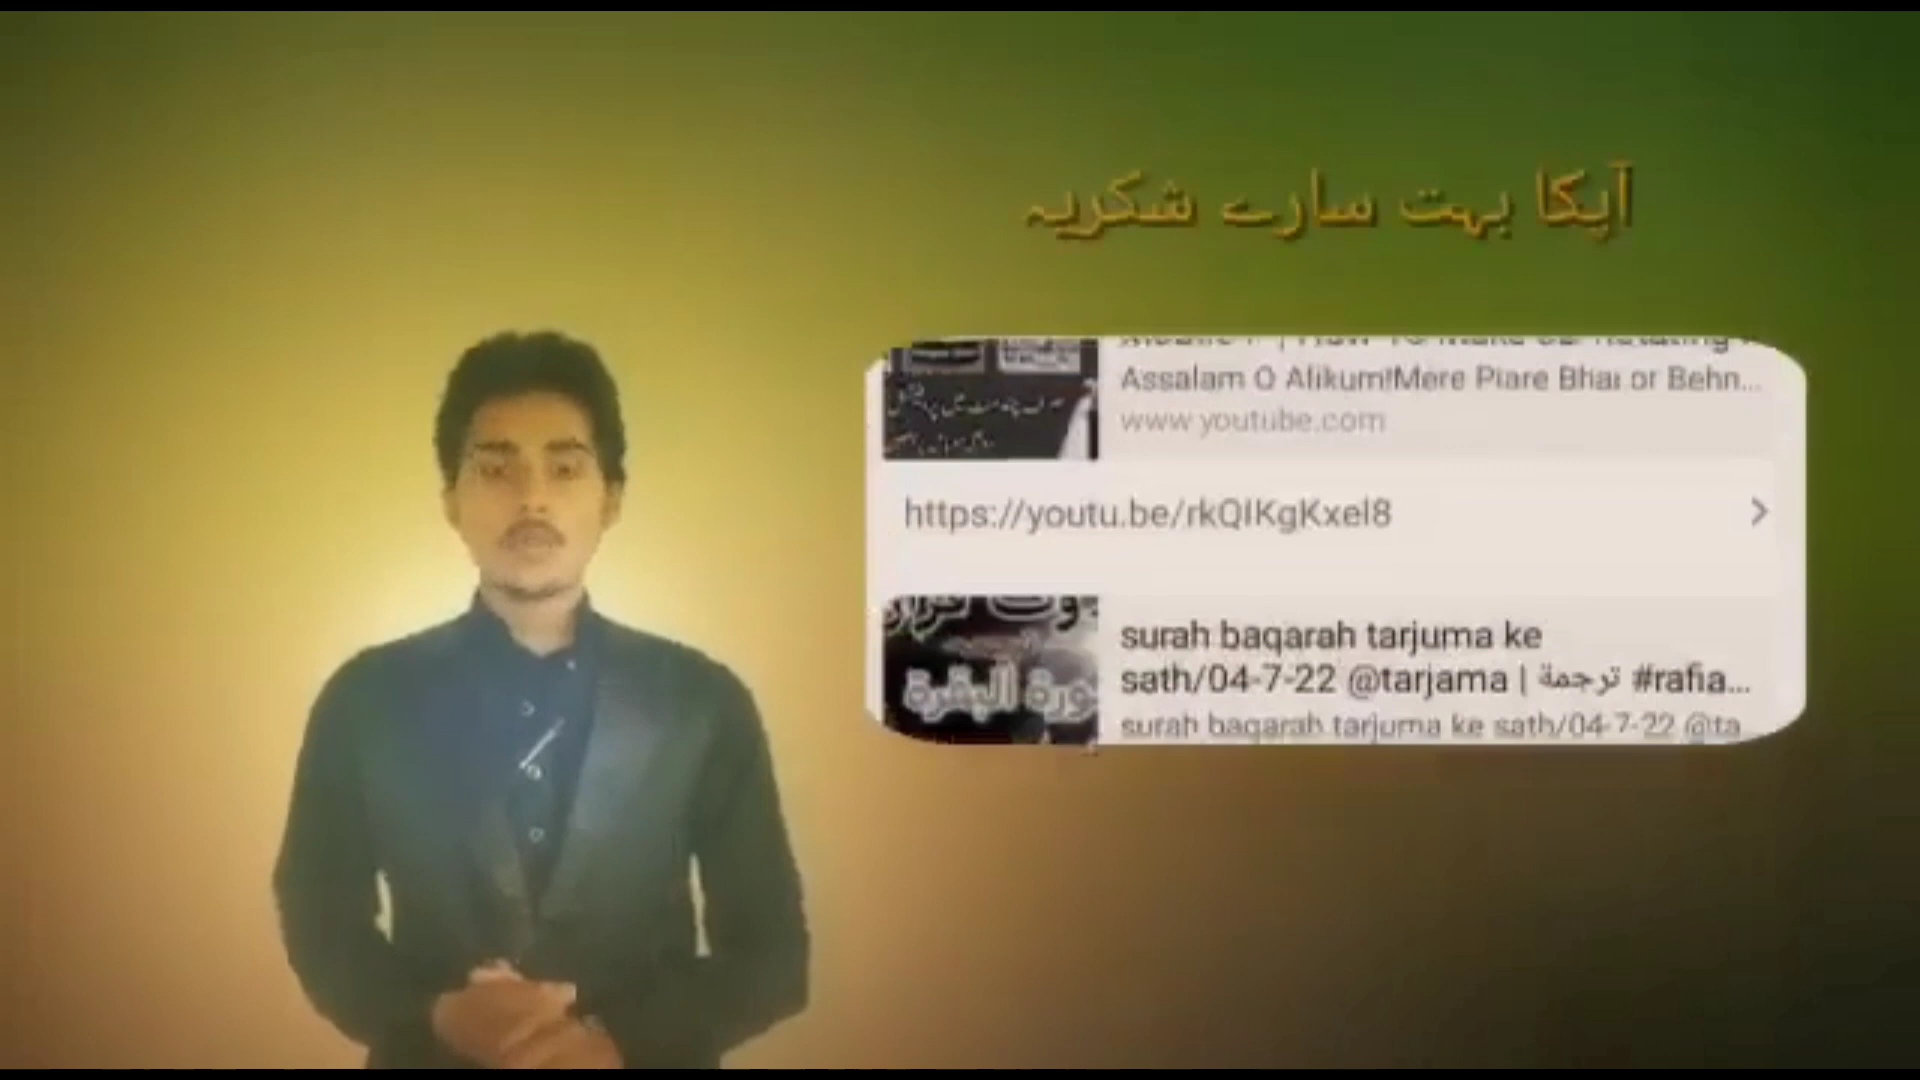 آپکا بہت سارے شکریہ
Assalam O Alikum!Mere Piare Bhai or Behn...
www.youtube.com
https://youtu.be/rkQIKgKxel8
surah baqarah tarjuma ke
sath/04-7-22 @tarjama | ترجمة #rafia...
surah baqarah tarjuma ke sath/04-7-22 @ta
سورة البقرة